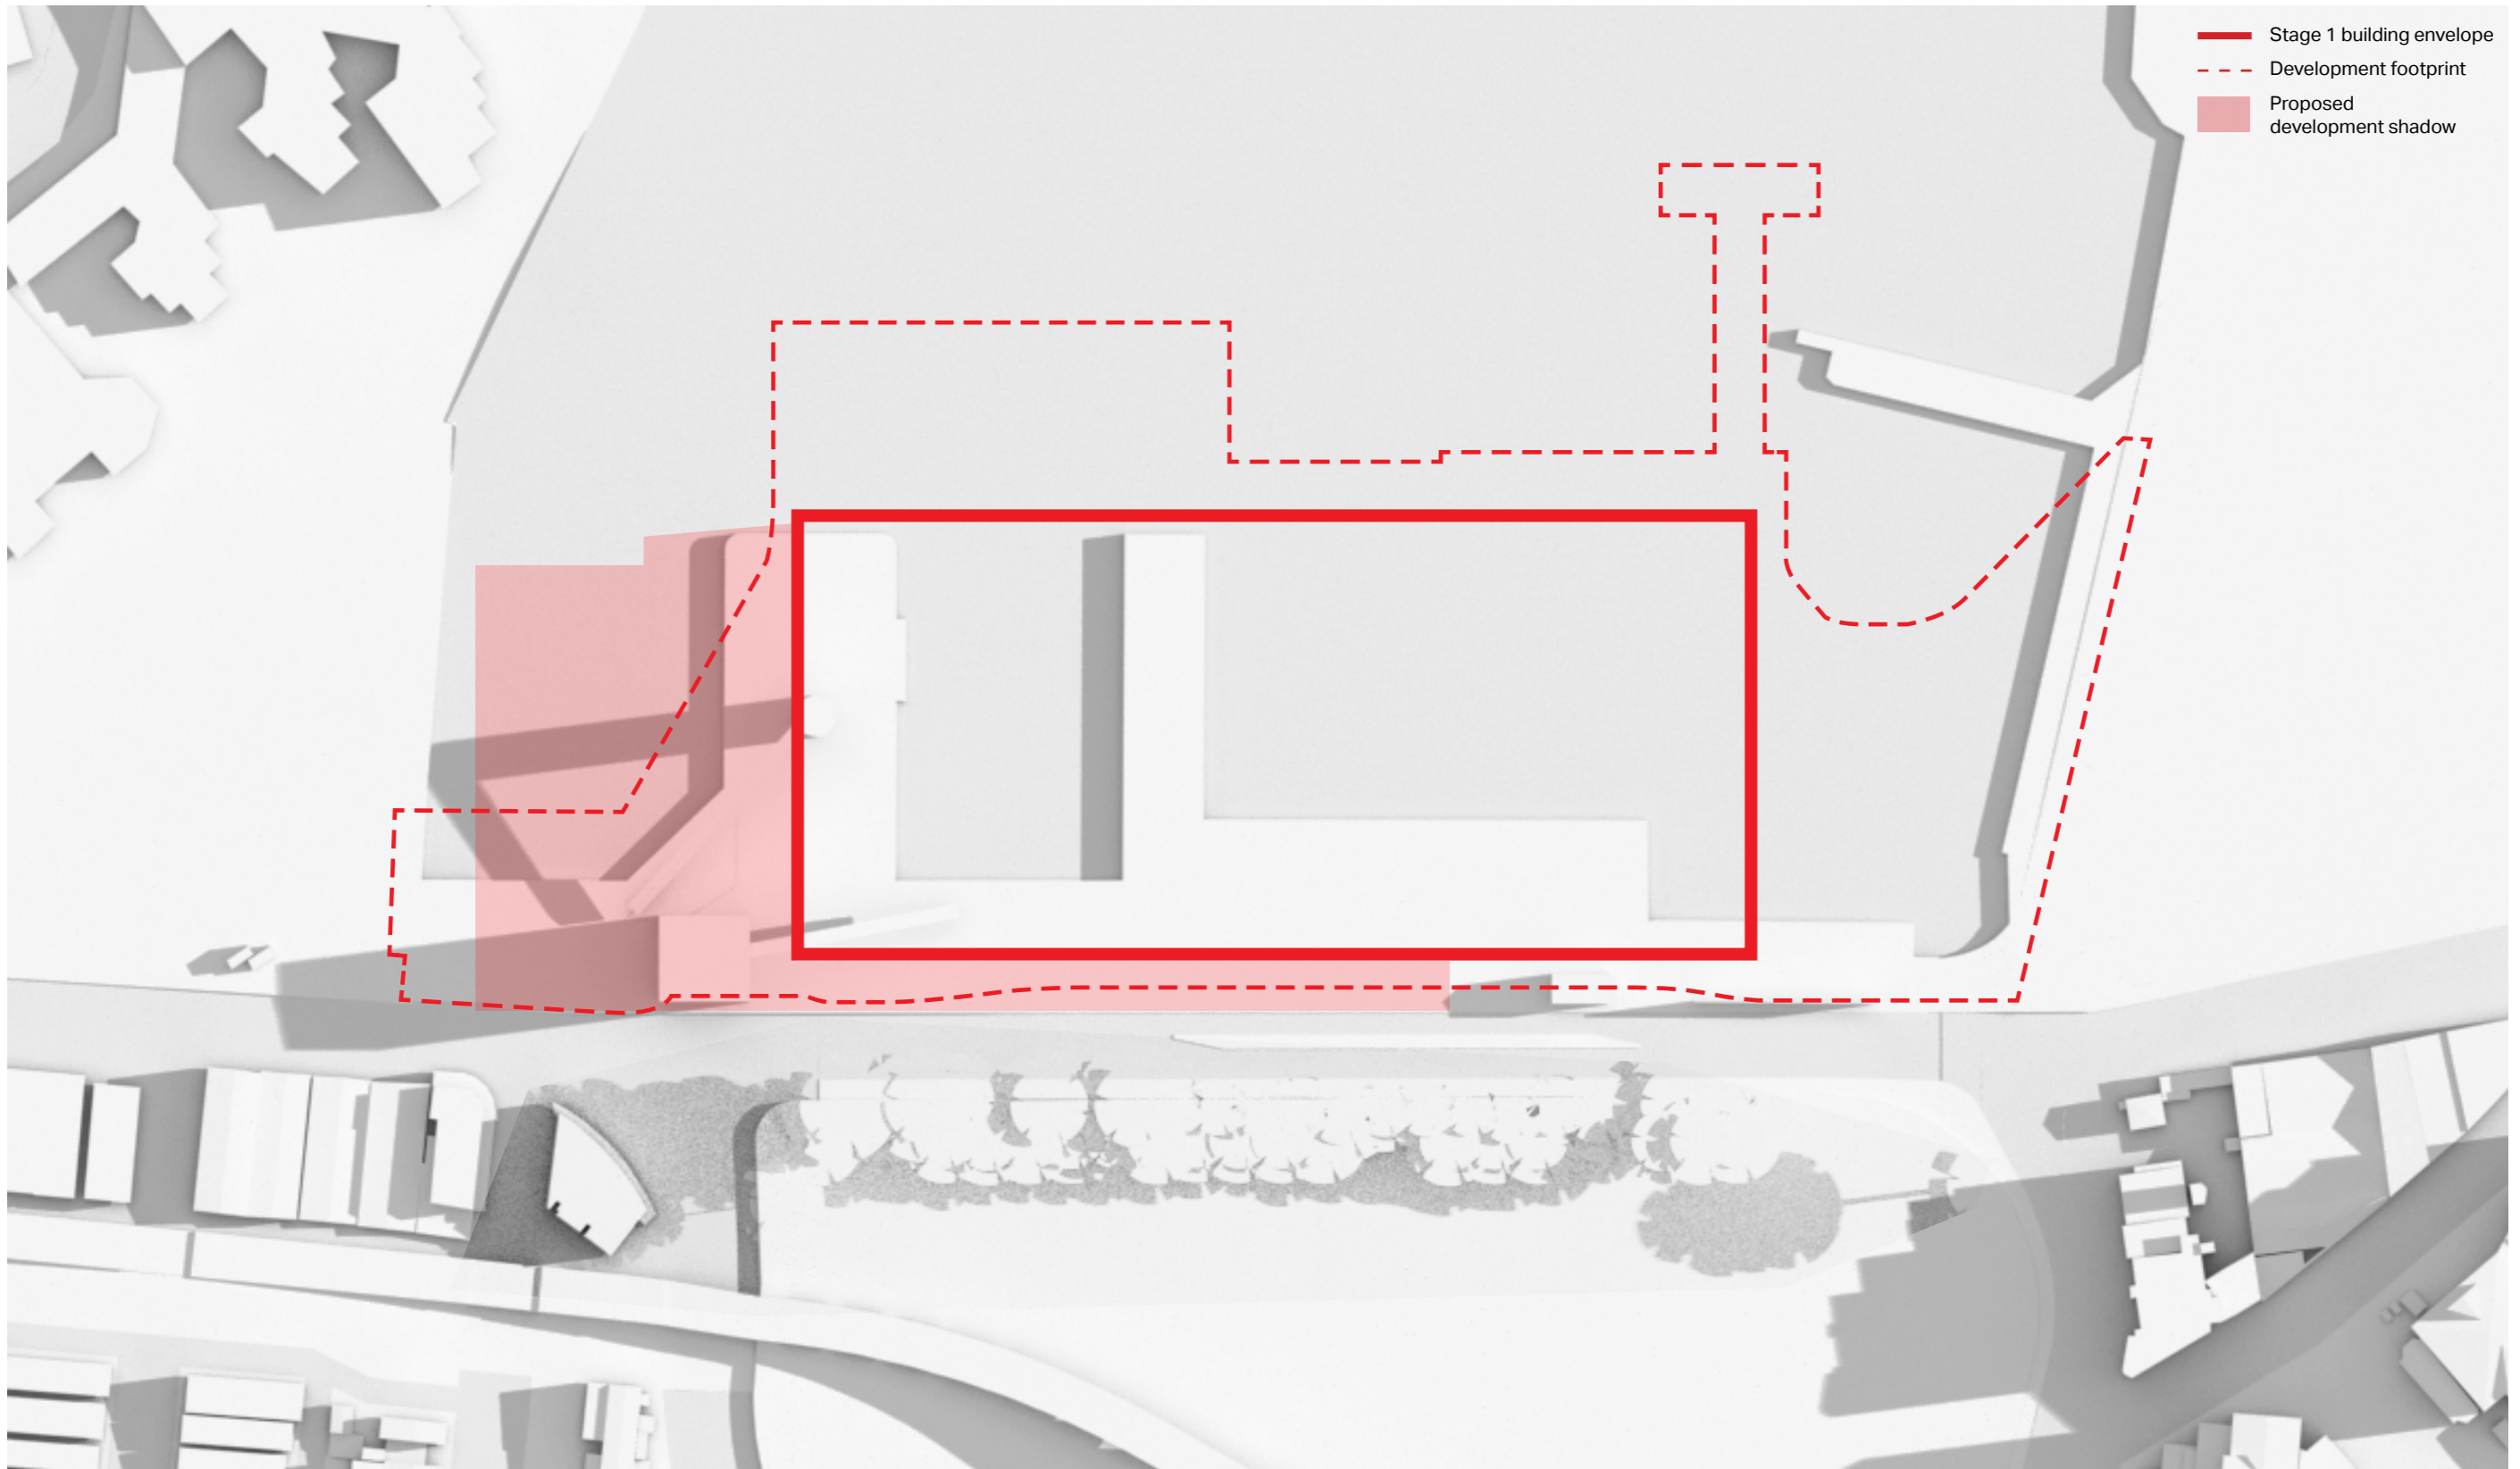 Stage 1 building envelope
Development footprint
Proposed
development shadow